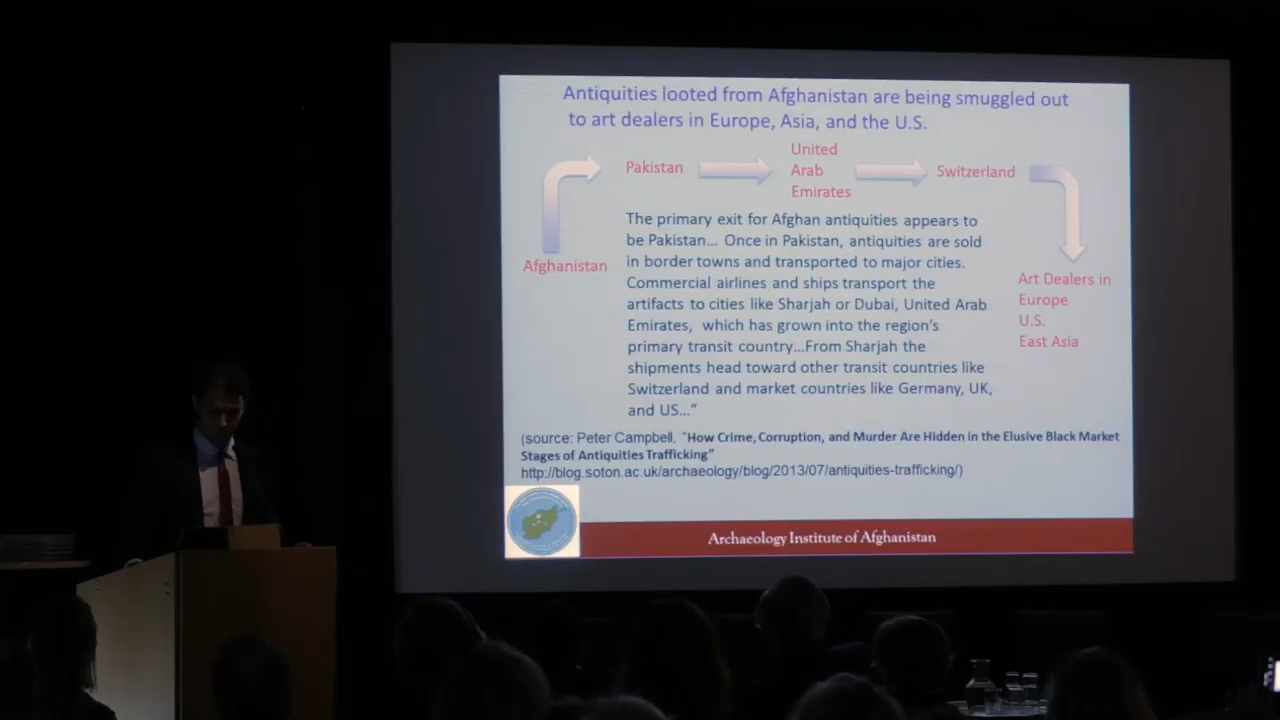 Antiquities looted from Afghanistan are being smuggled out
to art dealers in Europe, Asia, and the U.S.
Pakistan
United
Arab
Emirates
Switzerland
Afghanistan
The primary exit for Afghan antiquities appears to
be Pakistan... Once in Pakistan, antiquities are sold
in border towns and transported to major cities.
Commercial airlines and ships transport the
artifacts to cities like Sharjah or Dubai, United Arab
Emirates, which has grown into the region's
primary transit country...From Sharjah the
shipments head toward other transit countries like
Switzerland and market countries like Germany, UK,
and US..."
Art Dealers in
Europe
U.S.
East Asia
(source: Peter Campbell, "How Crime, Corruption, and Murder Are Hidden in the Elusive Black Market
Stages of Antiquities Trafficking"
http://blog.soton.ac.uk/archaeology/blog/2013/07/antiquities-trafficking/)
Archaeology Institute of Afghanistan